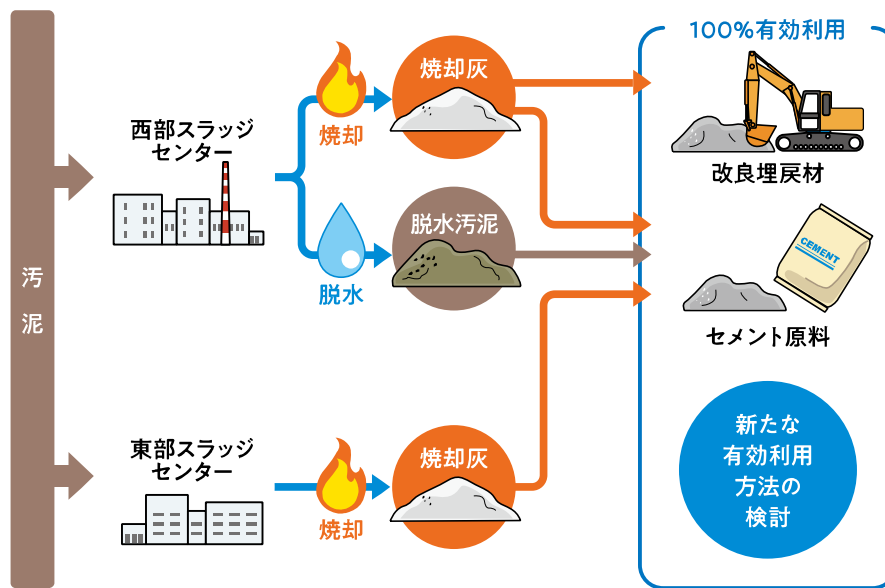 汚泥
西部スラッジ
センター
焼却
焼却灰
脱水
脱水汚泥
東部スラッジ
センター
焼却
焼却灰
100%有効利用
改良埋戻材
CEMENT
セメント原料
新たな
有効利用
方法の
検討